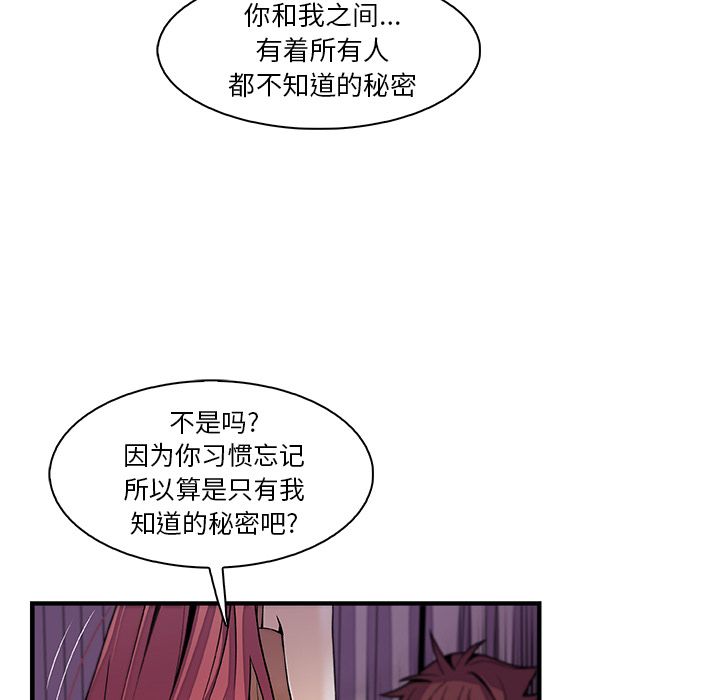 你和我之间...
有着所有人
都不知道的秘密
不是吗?
因为你习惯忘记
所以算是只有我
知道的秘密吧?